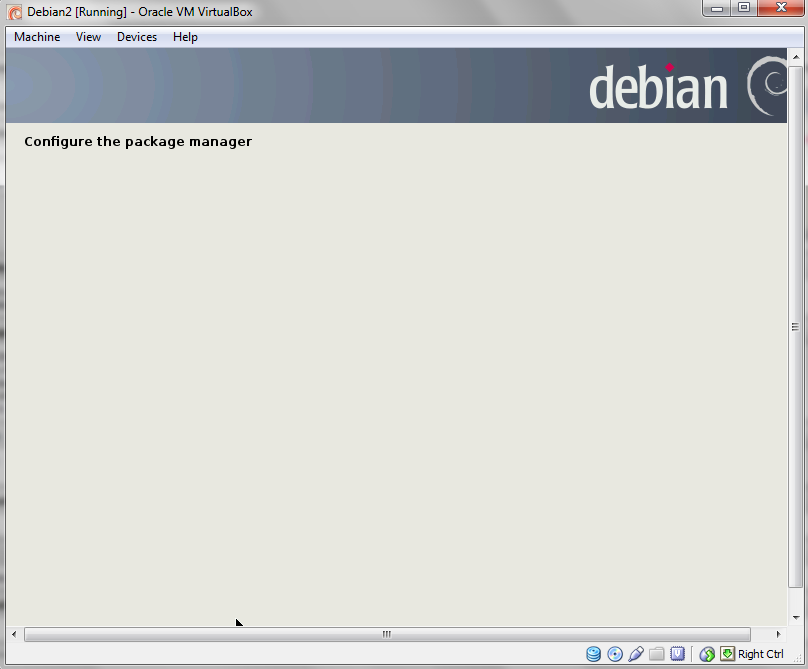 Debian2 [Running] - Oracle VM VirtualBox
Machine View Devices Help
debian
Configure the package manager
Right Ctrl